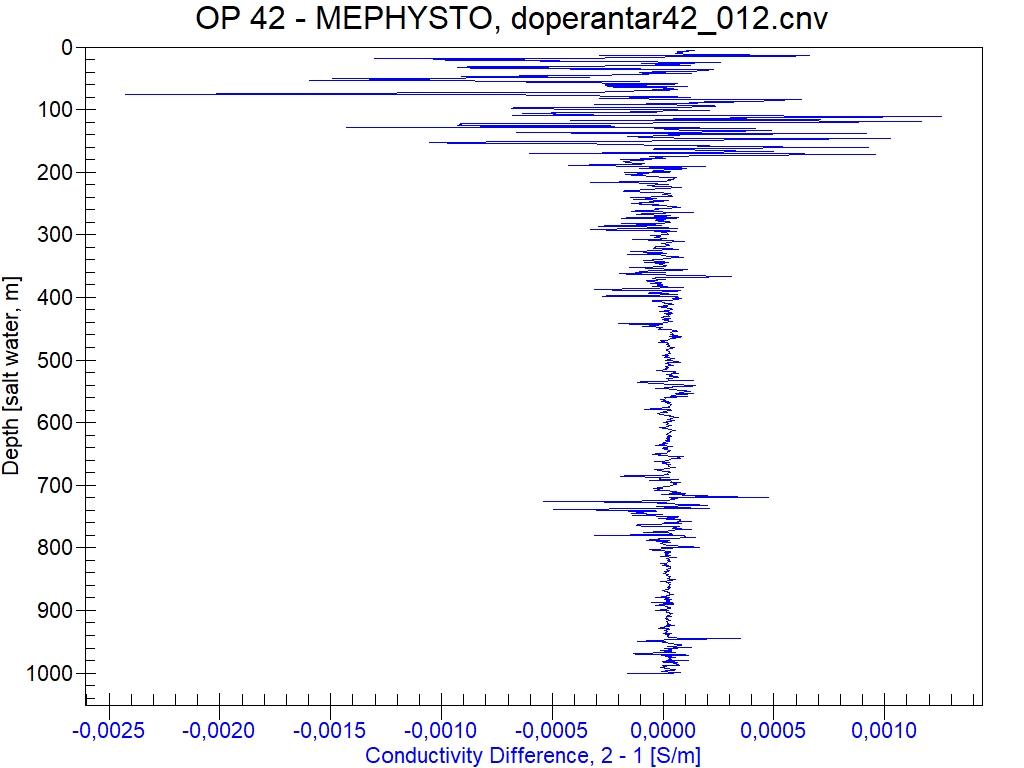 OP 42 - MEPHYSTO, doperantar42_012.cnv
0
100
200
300
400
500
600
700
800
900
1000
Depth [salt water, m]
-0,0025 -0,0020 -0,0015 -0,0010 -0,0005 0,0000 0,0005 0,0010
Conductivity Difference, 2 - 1 [S/m]